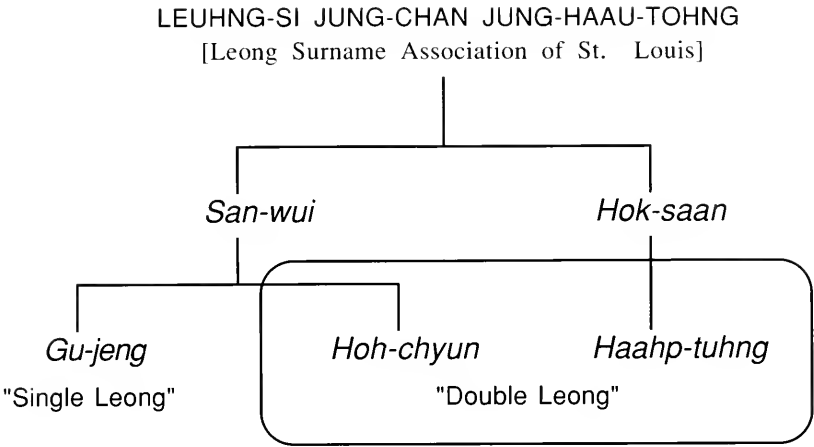 LEUHNG-SI JUNG-CHAN JUNG-HAAU-TOHNG
[Leong Surname Association of St. Louis]
San-wui
Hok-saan
Gu-jeng
Hoh-chyun
Haahp-tuhng
"Single Leong"
"Double Leong"